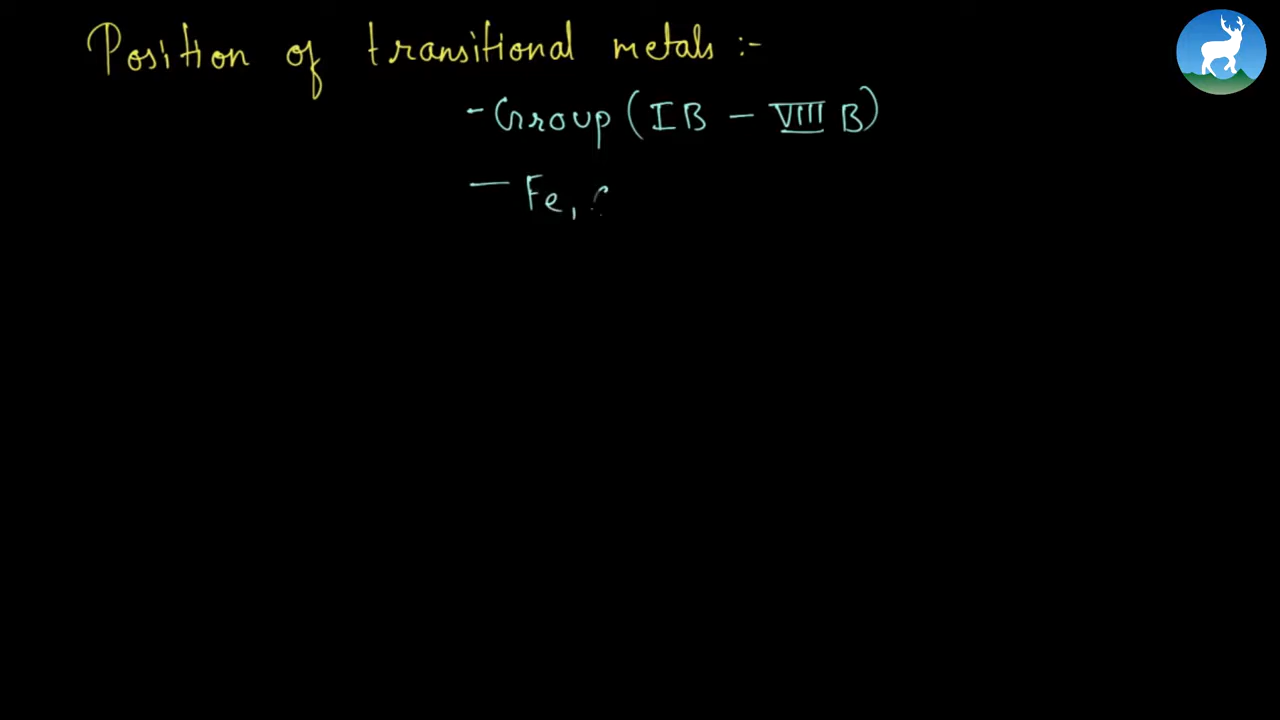 Position of transitional metals :-
- Group (IB - VIII B)
- Fe,